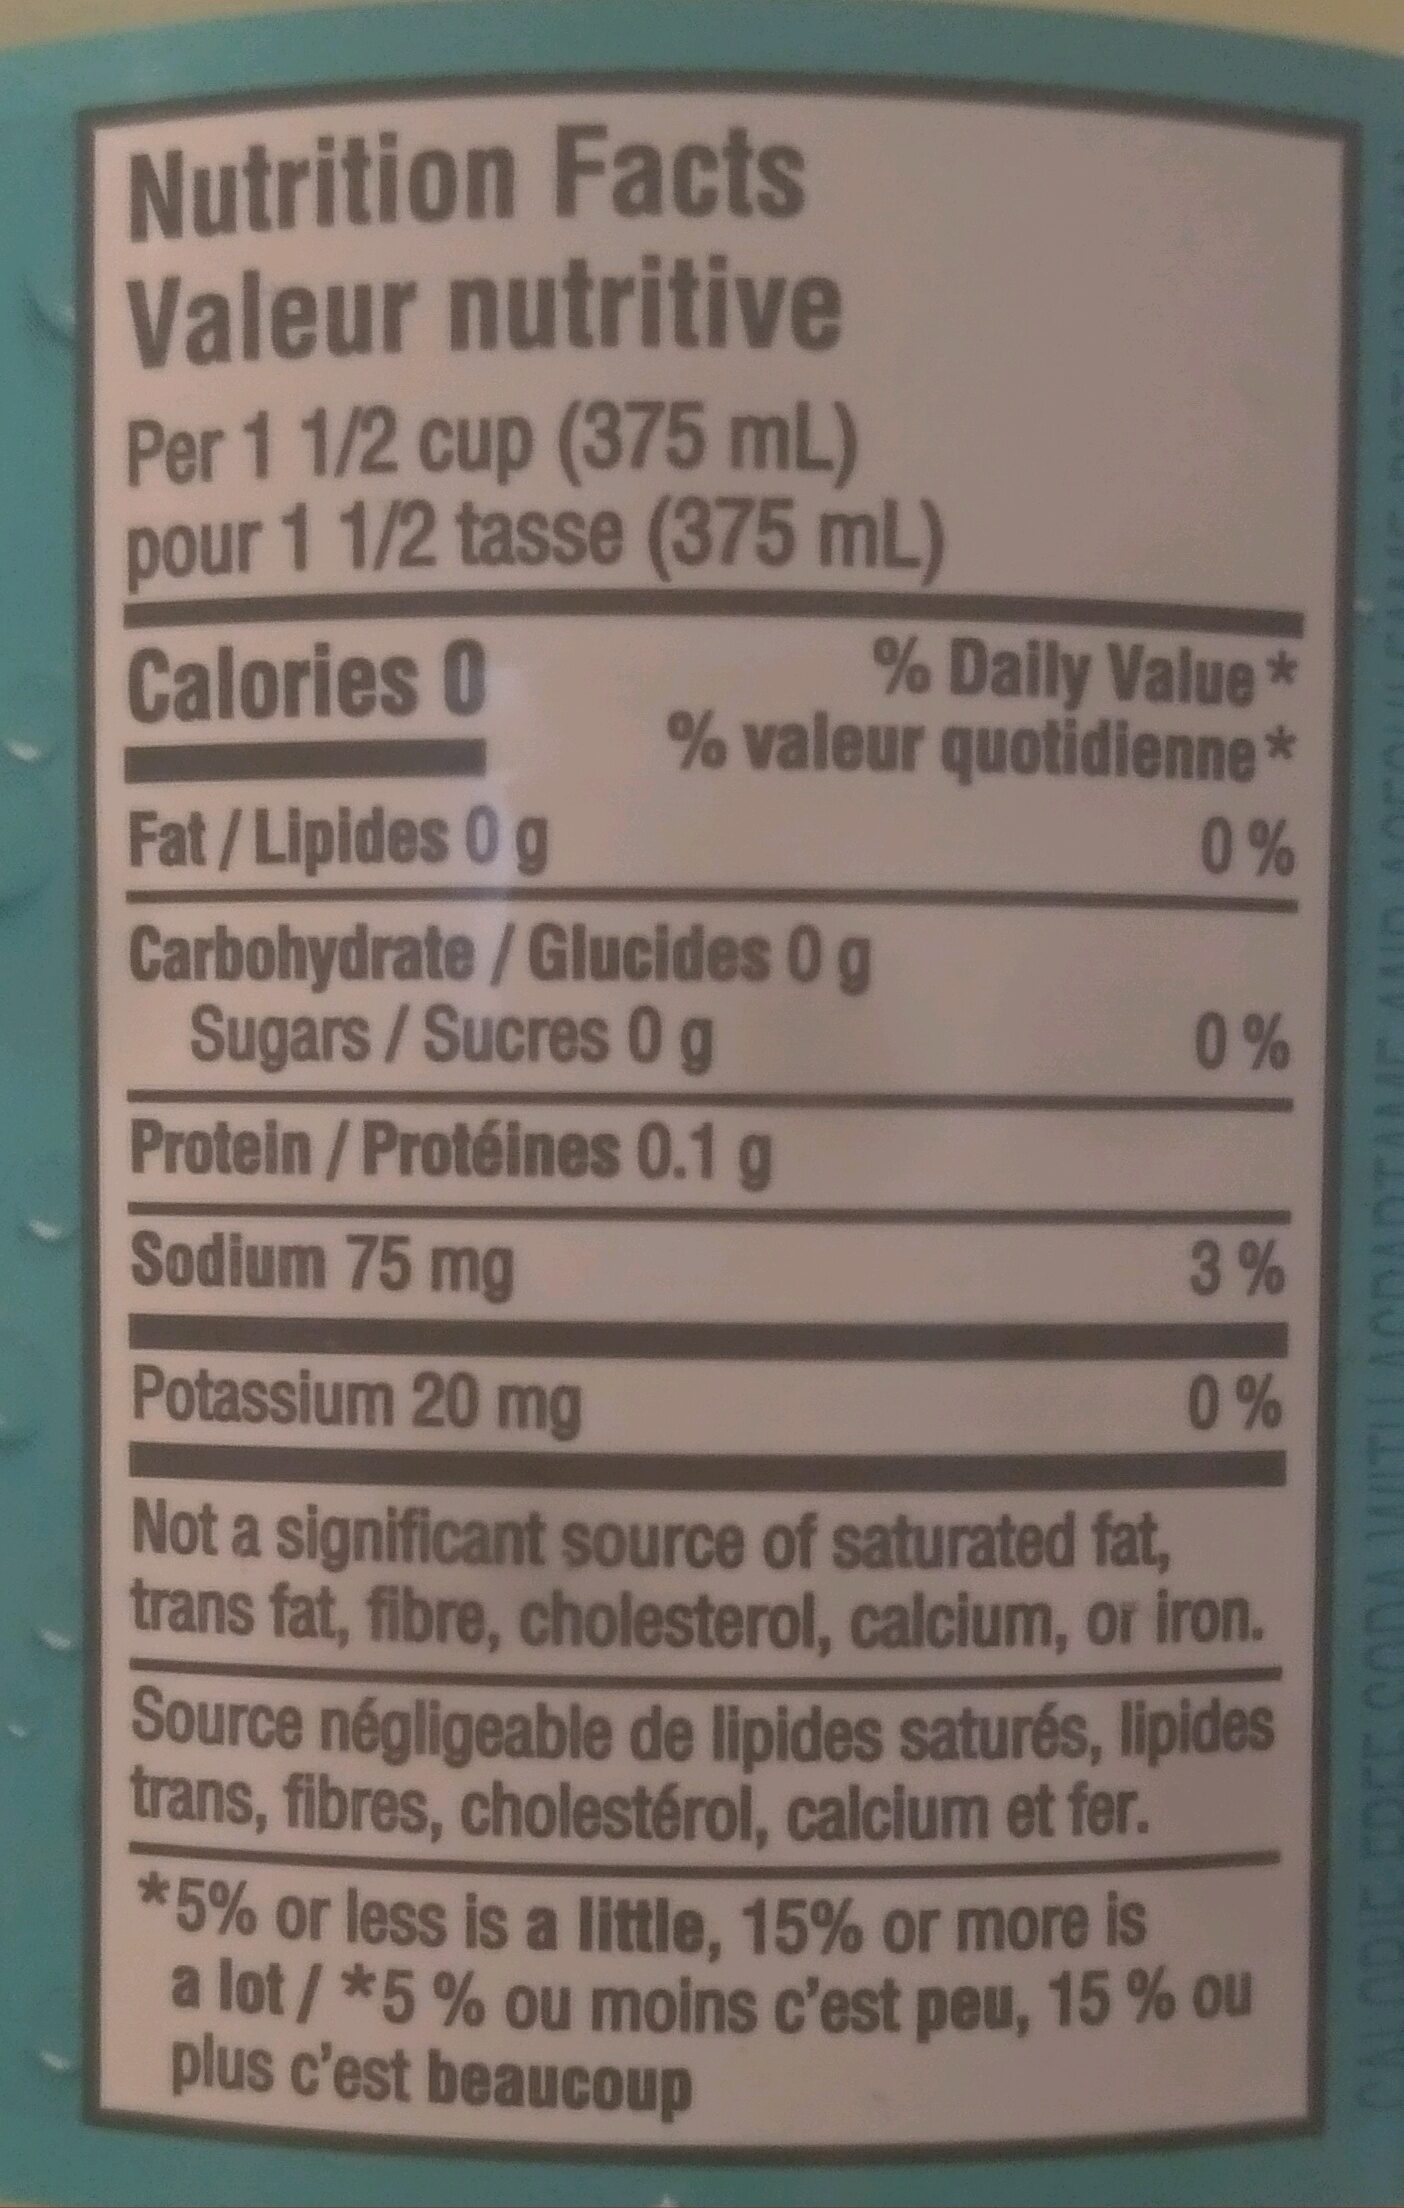 Nutrition Facts
Valeur nutritive
Per 1 1/2 cup (375 mL)
pour 1 1/2 tasse (375 mL)
Calories 0
% Daily Value*
% valeur quotidienne*
Fat / Lipides 0 g 0 %
Carbohydrate / Glucides 0 g
Sugars / Sucres 0 g 0 %
Protein / Protéines 0.1 g
Sodium 75 mg 3 %
Potassium 20 mg 0 %
Not a significant source of saturated fat,
trans fat, fibre, cholesterol, calcium, or iron.
Source négligeable de lipides saturés, lipides
trans, fibres, cholestérol, calcium et fer.
*5% or less is a little, 15% or more is
a lot / *5 % ou moins c'est peu, 15 % ou
plus c'est beaucoup